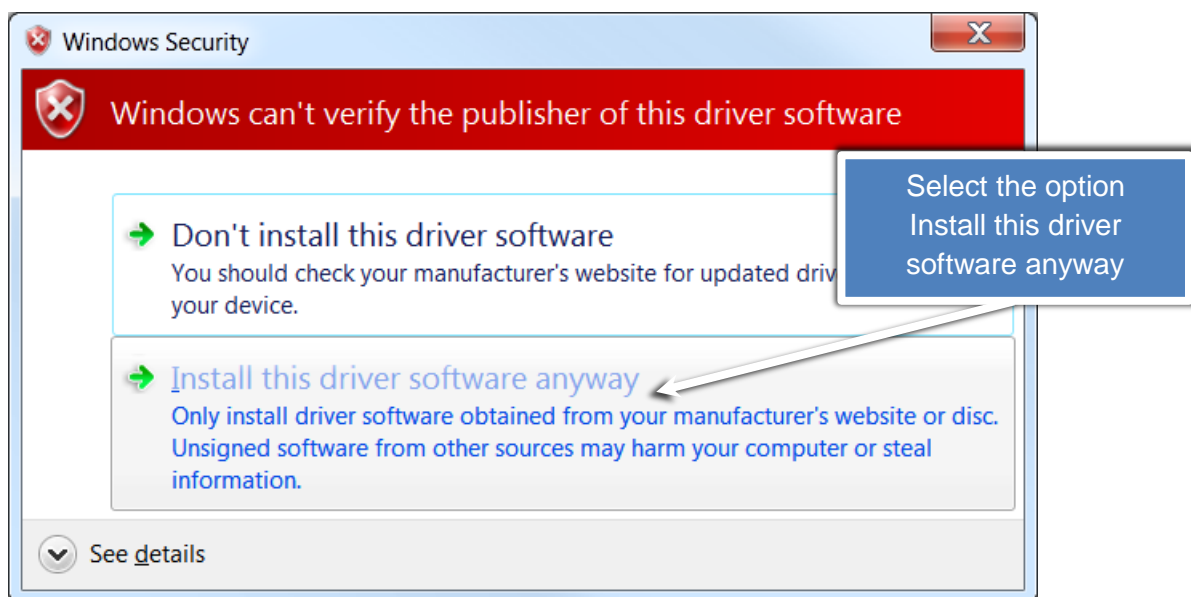 Windows Security
Windows can't verify the publisher of this driver software
Select the option
Install this driver
software anyway
Don't install this driver software
You should check your manufacturer's website for updated driv
your device.
Install this driver software anyway
Only install driver software obtained from your manufacturer's website or disc.
Unsigned software from other sources may harm your computer or steal
information.
See details